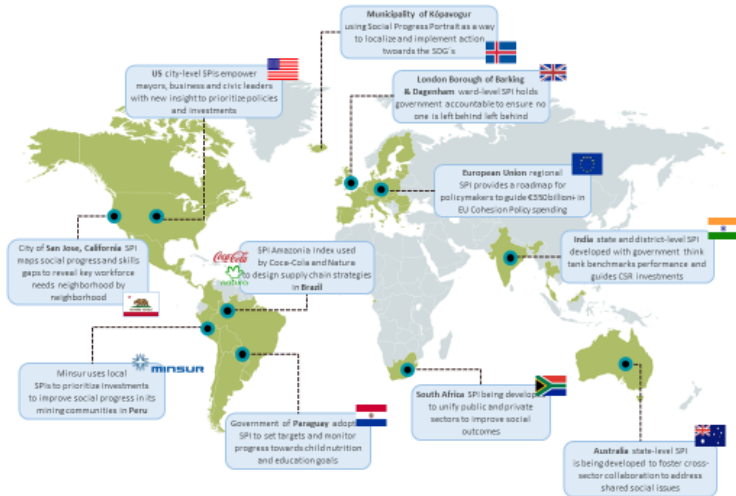 Municipality of Kópavogur
using Social Progress Portrait as a way
to localize and implement action
twoards the SDG´s
US city-level SPIs empower
mayors, business and civic leaders
with new insight to prioritize policies
and investments
London Borough of Barking
& Dagenham ward-level SPI holds
government accountable to ensure no
one is left behind left behind
European Union regional
SPI provides a roadmap for
policymakers to guide €350billion+ in
EU Cohesion Policy spending
City of San Jose, California SPI
maps social progress and skills
gaps to reveal key workforce
needs neighborhood by
neighborhood
Coca-Cola
natura
SPI Amazonia Index used
by Coca-Cola and Natura
to design supply chain strategies
in Brazil
India state and district-level SPI
developed with government think
tank benchmarks performance and
guides CSR investments
MINSUR
Minsur uses local
SPIs to prioritize investments
to improve social progress in its
mining communities in Peru
Government of Paraguay adopt
SPI to set targets and monitor
progress towards child nutrition
and education goals
South Africa SPI being develop
to unify public and private
sectors to improve social
outcomes
Australia state-level SPI
is being developed to foster cross-
sector collaboration to address
shared social issues